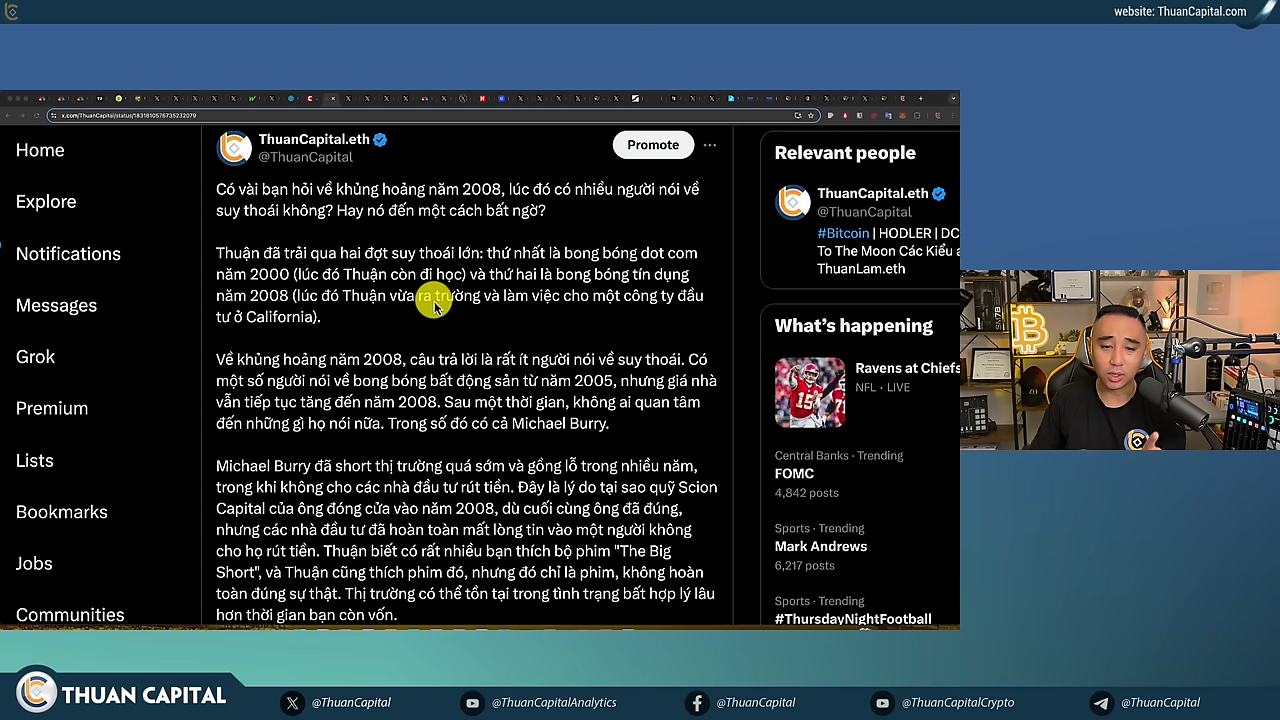 website: ThuanCapital.com
x.com/ThuanCapital/status/1831810576735232079
Home
Explore
Notifications
Messages
Grok
Premium
Lists
Bookmarks
Jobs
Communities
ThuanCapital.eth
@ThuanCapital
Promote
Có vài bạn hỏi về khủng hoảng năm 2008, lúc đó có nhiều người nói về
suy thoái không? Hay nó đến một cách bất ngờ?
Thuận đã trải qua hai đợt suy thoái lớn: thứ nhất là bong bóng dot com
năm 2000 (lúc đó Thuận còn đi học) và thứ hai là bong bóng tín dụng
năm 2008 (lúc đó Thuận vừa ra trường và làm việc cho một công ty đầu
tư ở California).
Về khủng hoảng năm 2008, câu trả lời là rất ít người nói về suy thoái. Có
một số người nói về bong bóng bất động sản từ năm 2005, nhưng giá nhà
vẫn tiếp tục tăng đến năm 2008. Sau một thời gian, không ai quan tâm
đến những gì họ nói nữa. Trong số đó có cả Michael Burry.
Michael Burry đã short thị trường quá sớm và gồng lỗ trong nhiều năm,
trong khi không cho các nhà đầu tư rút tiền. Đây là lý do tại sao quỹ Scion
Capital của ông đóng cửa vào năm 2008, dù cuối cùng ông đã đúng,
nhưng các nhà đầu tư đã hoàn toàn mất lòng tin vào một người không
cho họ rút tiền. Thuận biết có rất nhiều bạn thích bộ phim "The Big
Short", và Thuận cũng thích phim đó, nhưng đó chỉ là phim, không hoàn
toàn đúng sự thật. Thị trường có thể tồn tại trong tình trạng bất hợp lý lâu
hơn thời gian bạn còn vốn.
Relevant people
ThuanCapital.eth
@ThuanCapital
#Bitcoin | HODLER | DC
To The Moon Các Kiểu
ThuanLam.eth
What's happening
Ravens at Chiefs
NFL · LIVE
Central Banks · Trending
FOMC
4,842 posts
Sports · Trending
Mark Andrews
6,217 posts
Sports · Trending
#ThursdayNightFootball
THUAN CAPITAL
@ThuanCapital
@ThuanCapitalAnalytics
@ThuanCapital
@ThuanCapitalCrypto
@ThuanCapital